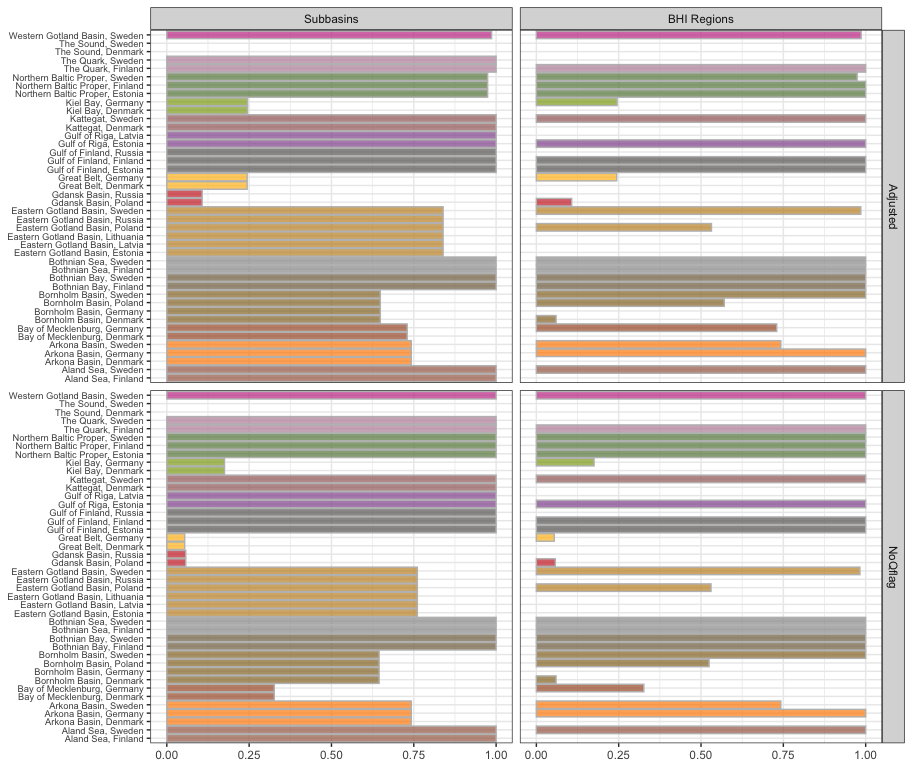 Subbasins BHI Regions
Western Gotland Basin, Sweden
The Sound, Sweden
The Sound, Denmark
The Quark, Sweden
The Quark, Finland
Northern Baltic Proper, Sweden
Northern Baltic Proper, Finland
Northern Baltic Proper, Estonia
Kiel Bay, Germany
Kiel Bay, Denmark
Kattegat, Sweden
Kattegat, Denmark
Gulf of Riga, Latvia
Gulf of Riga, Estonia
Gulf of Finland, Russia
Gulf of Finland, Finland
Gulf of Finland, Estonia
Great Belt, Germany
Great Belt, Denmark
Gdansk Basin, Russia
Gdansk Basin, Poland
Eastern Gotland Basin, Sweden
Eastern Gotland Basin, Russia
Eastern Gotland Basin, Poland
Eastern Gotland Basin, Lithuania
Eastern Gotland Basin, Latvia
Eastern Gotland Basin, Estonia
Bothnian Sea, Sweden
Bothnian Sea, Finland
Bothnian Bay, Sweden
Bothnian Bay, Finland
Bornholm Basin, Sweden
Bornholm Basin, Poland
Bornholm Basin, Germany
Bornholm Basin, Denmark
Bay of Mecklenburg, Germany
Bay of Mecklenburg, Denmark
Arkona Basin, Sweden
Arkona Basin, Germany
Arkona Basin, Denmark
Aland Sea, Sweden
Aland Sea, Finland
Adjusted
Western Gotland Basin, Sweden
The Sound, Sweden
The Sound, Denmark
The Quark, Sweden
The Quark, Finland
Northern Baltic Proper, Sweden
Northern Baltic Proper, Finland
Northern Baltic Proper, Estonia
Kiel Bay, Germany
Kiel Bay, Denmark
Kattegat, Sweden
Kattegat, Denmark
Gulf of Riga, Latvia
Gulf of Riga, Estonia
Gulf of Finland, Russia
Gulf of Finland, Finland
Gulf of Finland, Estonia
Great Belt, Germany
Great Belt, Denmark
Gdansk Basin, Russia
Gdansk Basin, Poland
Eastern Gotland Basin, Sweden
Eastern Gotland Basin, Russia
Eastern Gotland Basin, Poland
Eastern Gotland Basin, Lithuania
Eastern Gotland Basin, Latvia
Eastern Gotland Basin, Estonia
Bothnian Sea, Sweden
Bothnian Sea, Finland
Bothnian Bay, Sweden
Bothnian Bay, Finland
Bornholm Basin, Sweden
Bornholm Basin, Poland
Bornholm Basin, Germany
Bornholm Basin, Denmark
Bay of Mecklenburg, Germany
Bay of Mecklenburg, Denmark
Arkona Basin, Sweden
Arkona Basin, Germany
Arkona Basin, Denmark
Aland Sea, Sweden
Aland Sea, Finland
NoQflag
0.00 0.25 0.50 0.75 1.00 0.00 0.25 0.50 0.75 1.00